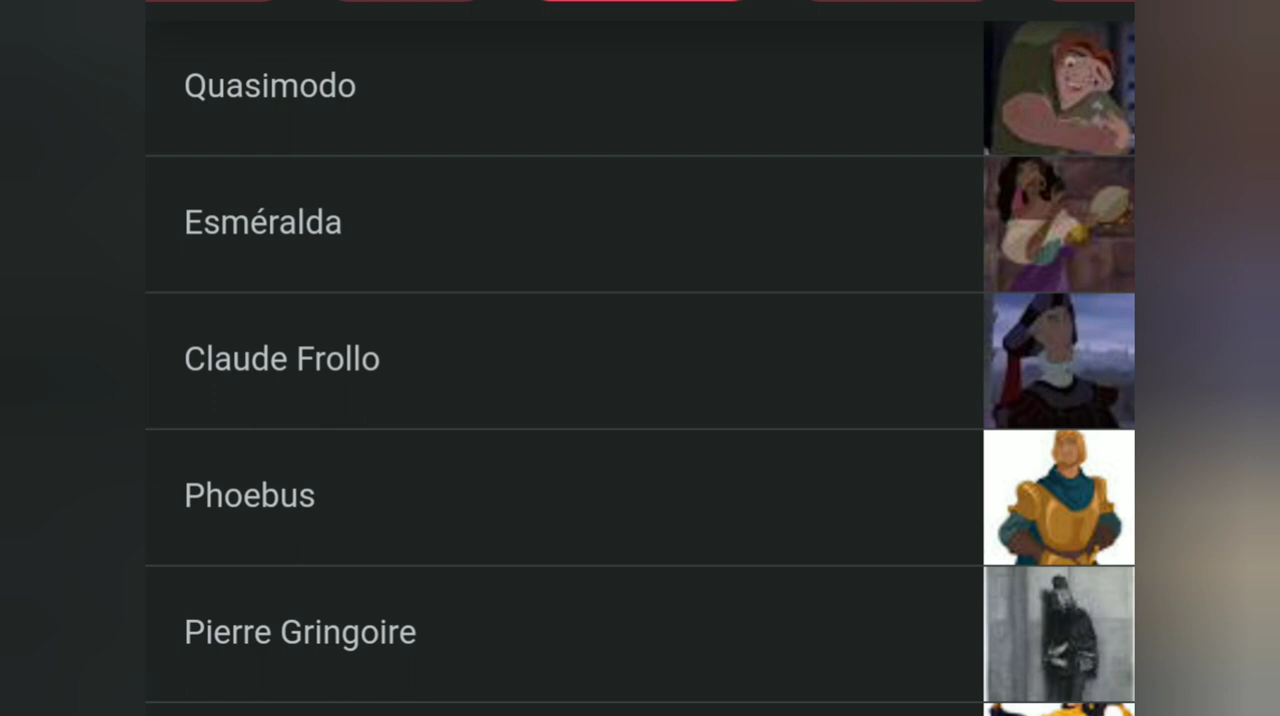 Quasimodo
Esméralda
Claude Frollo
Phoebus
Pierre Gringoire